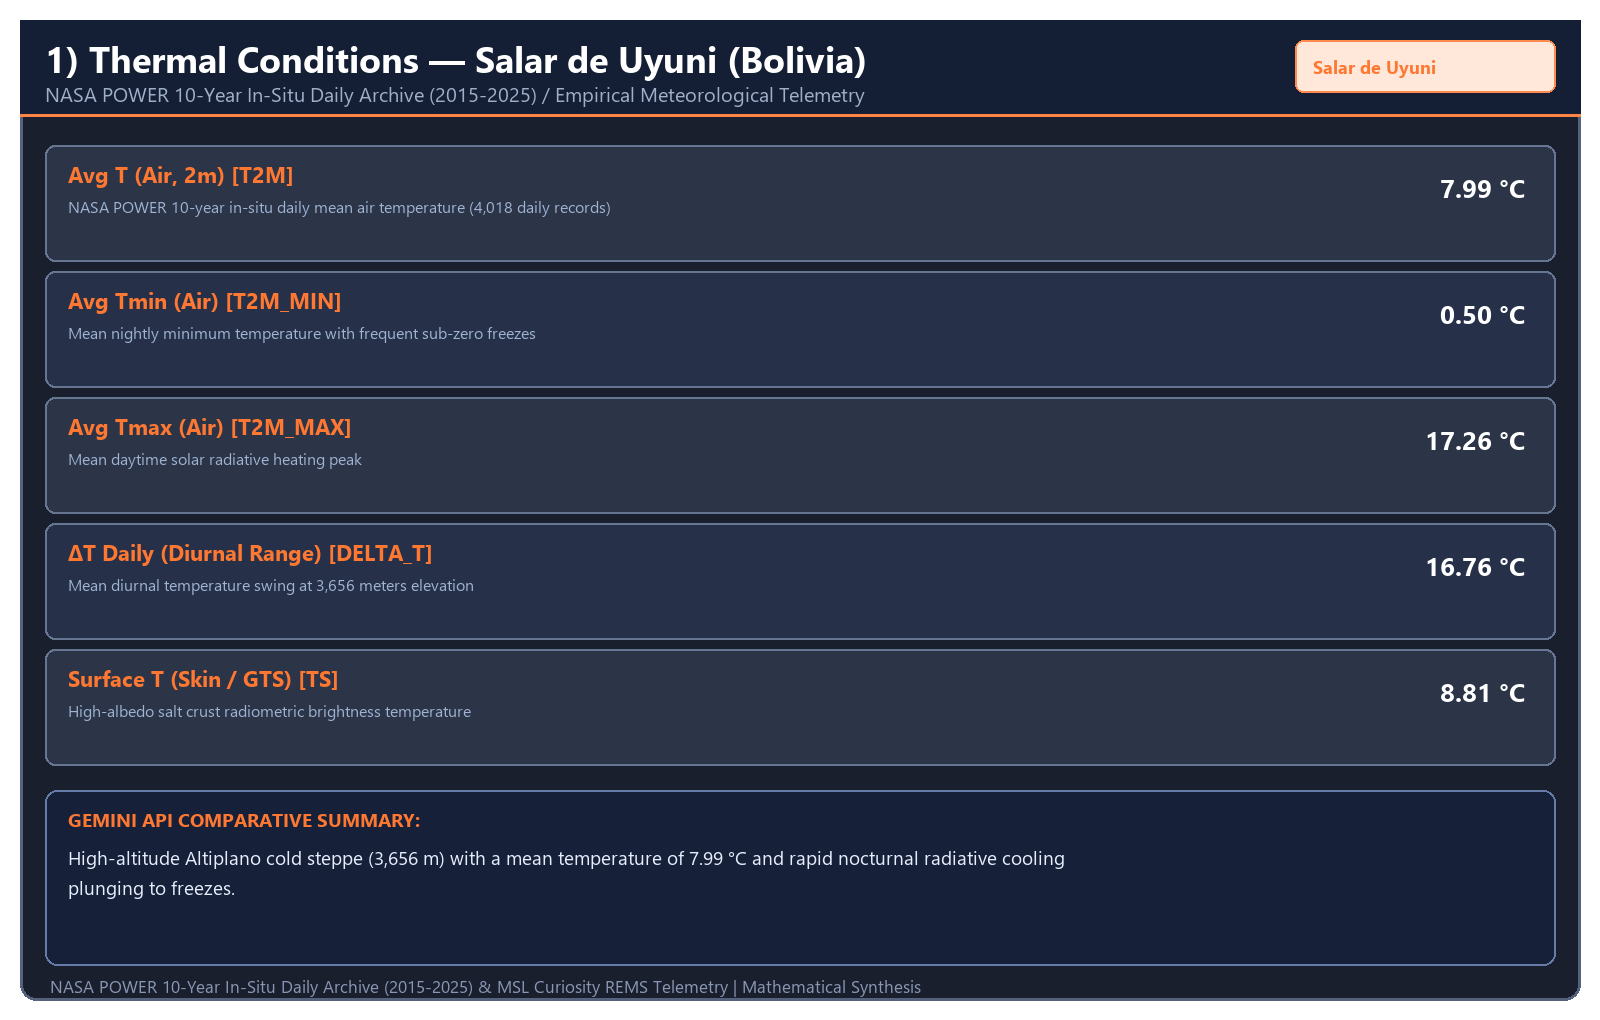 1) Thermal Conditions — Salar de Uyuni (Bolivia)
Salar de Uyuni
NASA POWER 10-Year In-Situ Daily Archive (2015-2025) / Empirical Meteorological Telemetry
Avg T (Air, 2m) [T2M]
7.99 °C
NASA POWER 10-year in-situ daily mean air temperature (4,018 daily records)
Avg Tmin (Air) [T2M_MIN]
0.50 °C
Mean nightly minimum temperature with frequent sub-zero freezes
Avg Tmax (Air) [T2M_MAX]
17.26 °C
Mean daytime solar radiative heating peak
ΔT Daily (Diurnal Range) [DELTA_T]
16.76 °C
Mean diurnal temperature swing at 3,656 meters elevation
Surface T (Skin / GTS) [TS]
8.81 °C
High-albedo salt crust radiometric brightness temperature
GEMINI API COMPARATIVE SUMMARY:
High-altitude Altiplano cold steppe (3,656 m) with a mean temperature of 7.99 °C and rapid nocturnal radiative cooling
plunging to freezes.
NASA POWER 10-Year In-Situ Daily Archive (2015-2025) & MSL Curiosity REMS Telemetry | Mathematical Synthesis